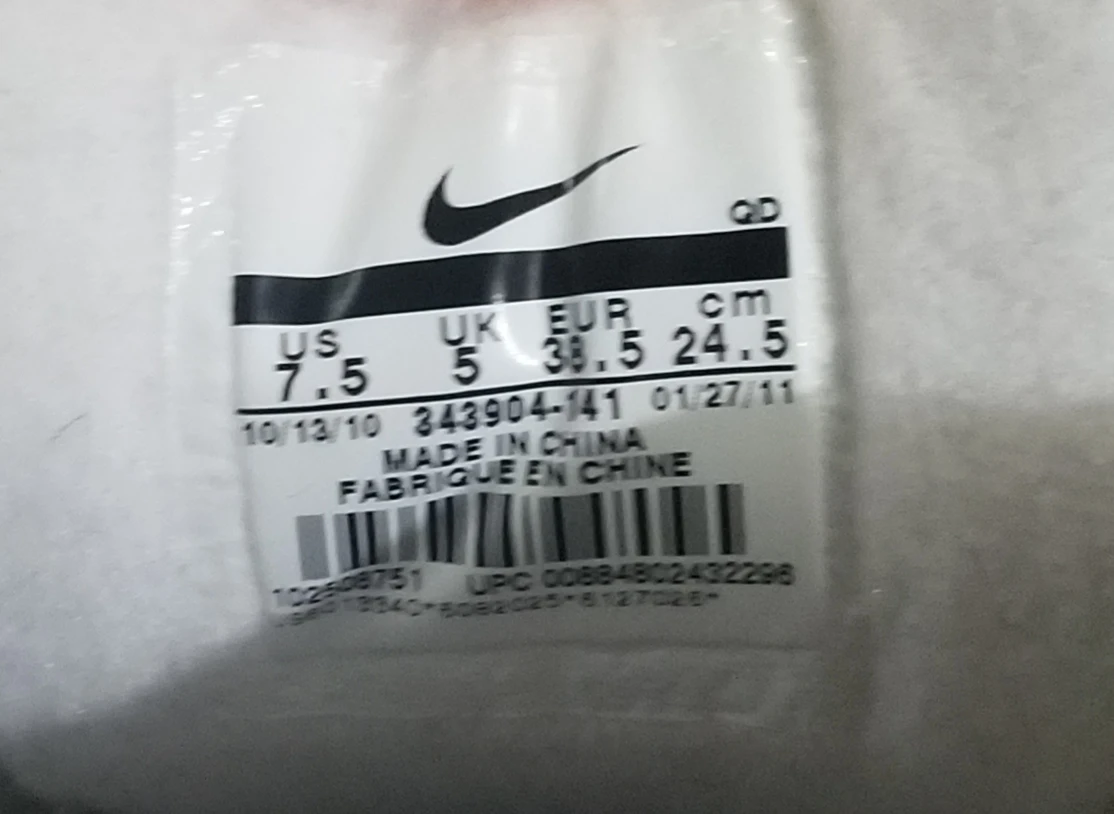 QD
US UK EUR cm
7.5 5 38.5 24.5
10/13/10 343904-141 01/27/11
MADE IN CHINA
FABRIQUE EN CHINE
UPC 00884802432296